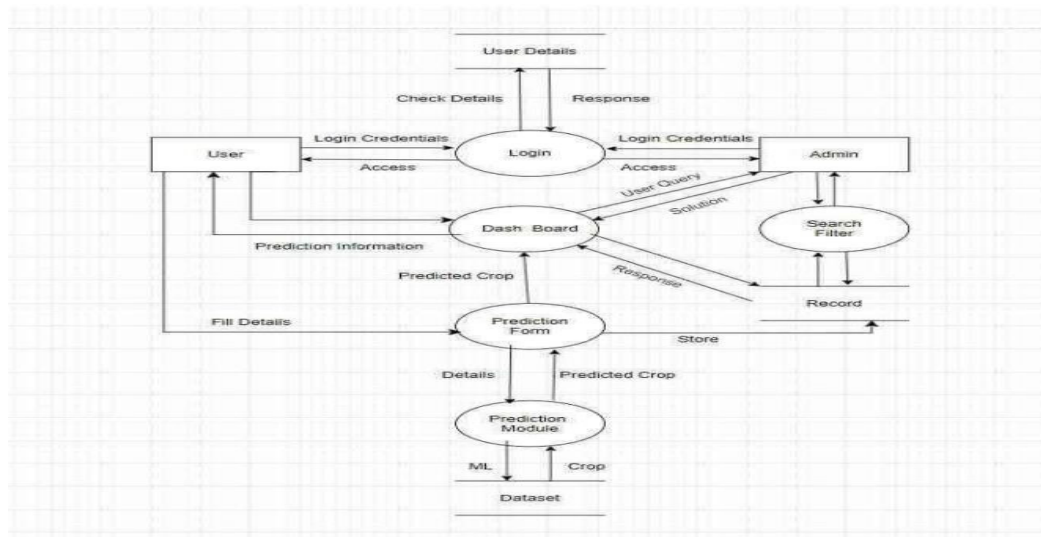 User Details
Check Details
Response
Login Credentials
Login Credentials
User
Login
Admin
Access
Access
User Query
Solution
Dash Board
Search
Filter
Prediction Information
Predicted Crop
Response
Record
Fill Details
Prediction
Form
Store
Details
Predicted Crop
Prediction
Module
ML
Crop
Dataset